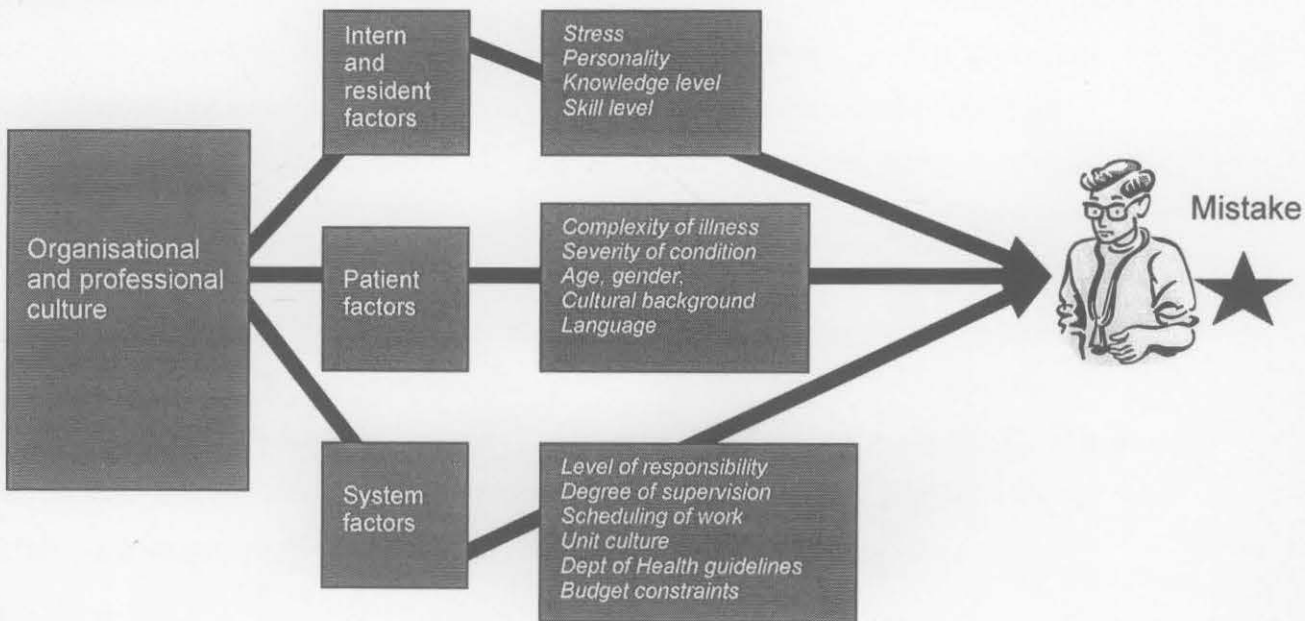 Organisational
and professional
culture
Intern
and
resident
factors
Stress
Personality
Knowledge level
Skill level
Patient
factors
Complexity of illness
Severity of condition
Age, gender,
Cultural background
Language
System
factors
Level of responsibility
Degree of supervision
Scheduling of work
Unit culture
Dept of Health guidelines
Budget constraints
Mistake